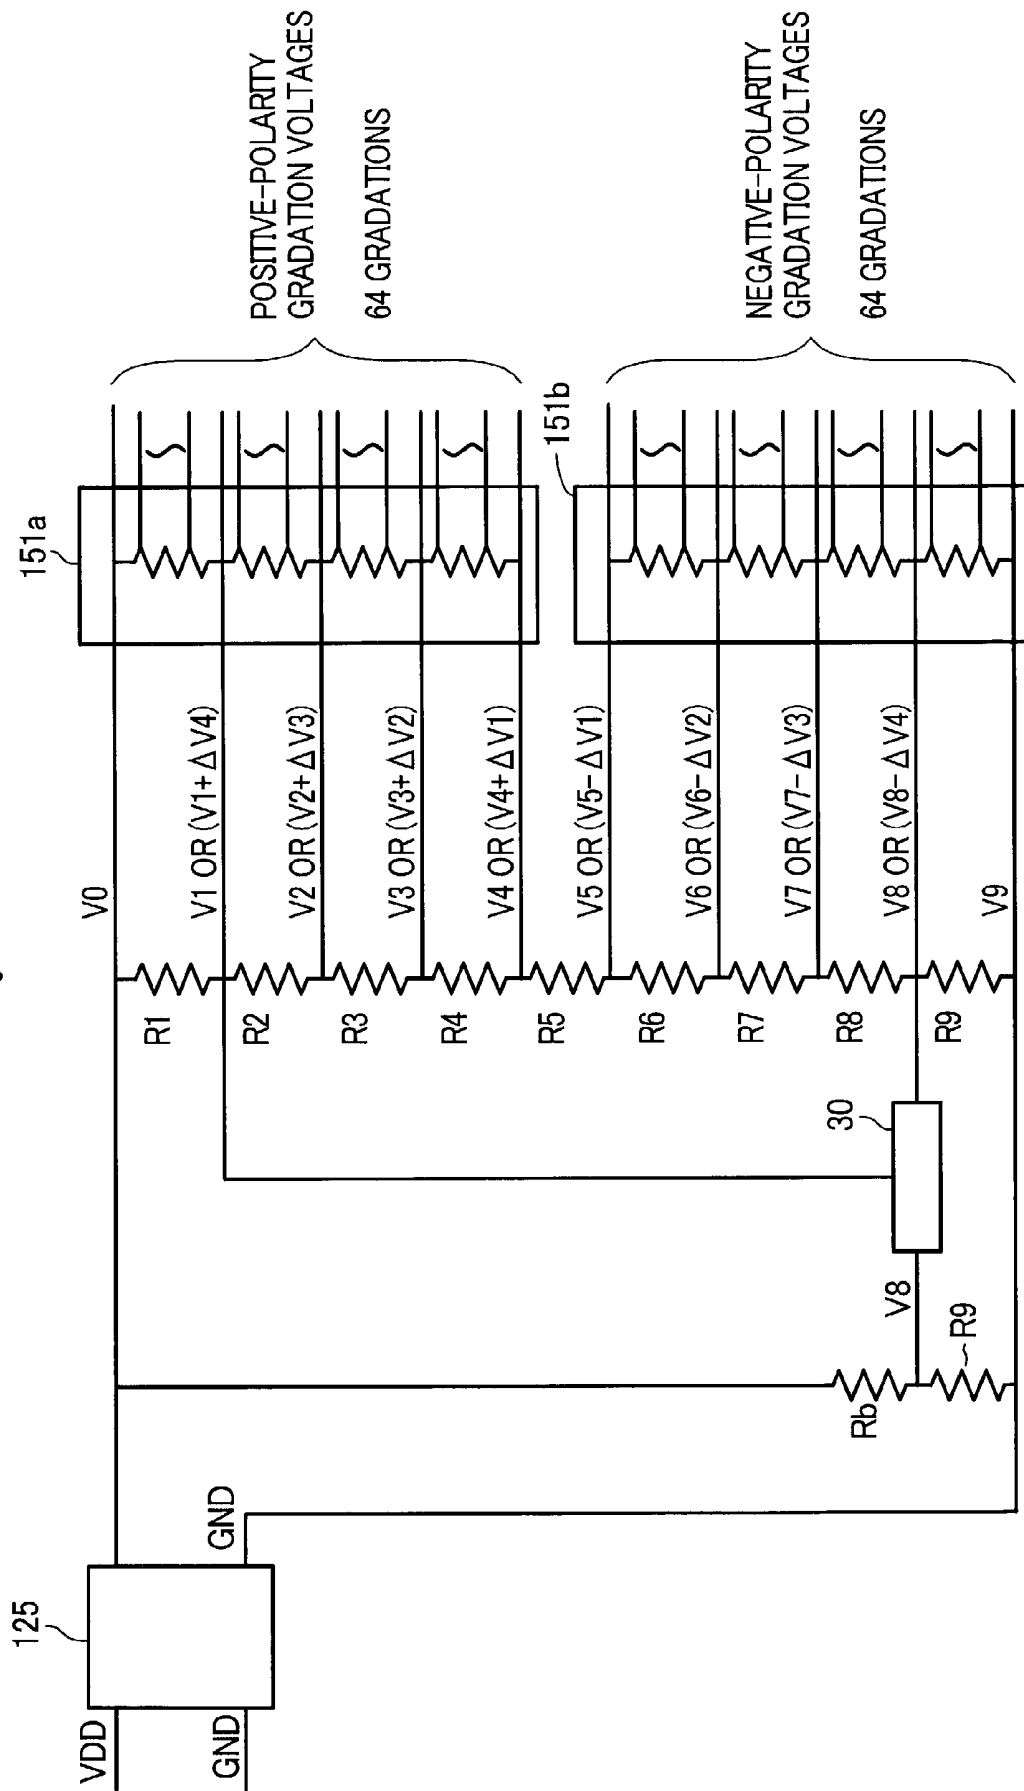 125
VDD
GND
GND
Rb
R9
V8
30
R1
R2
R3
R4
R5
R6
R7
R8
R9
V0
V1 OR (V1+ΔV4)
V2 OR (V2+ΔV3)
V3 OR (V3+ΔV2)
V4 OR (V4+ΔV1)
V5 OR (V5-ΔV1)
V6 OR (V6-ΔV2)
V7 OR (V7-ΔV3)
V8 OR (V8-ΔV4)
V9
151a
151b
POSITIVE-POLARITY
GRADATION VOLTAGES
64 GRADATIONS
NEGATIVE-POLARITY
GRADATION VOLTAGES
64 GRADATIONS